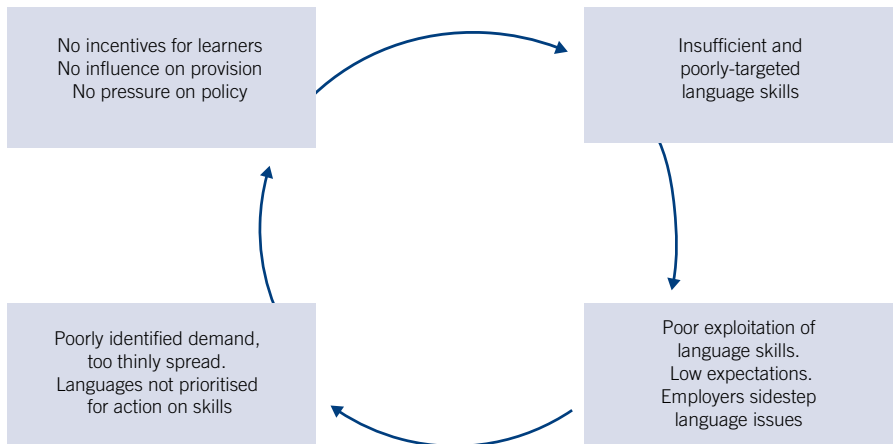 No incentives for learners
No influence on provision
No pressure on policy
Insufficient and
poorly-targeted
language skills
Poorly identified demand,
too thinly spread.
Languages not prioritised
for action on skills
Poor exploitation of
language skills.
Low expectations.
Employers sidestep
language issues